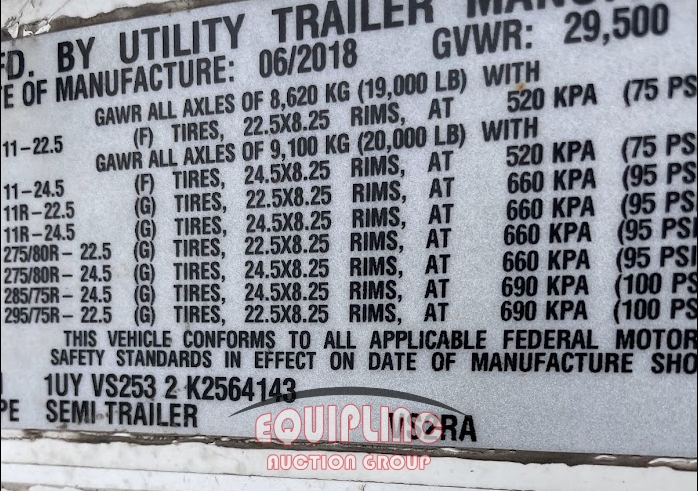 FD. BY UTILITY TRAILER MANU
TE OF MANUFACTURE: 06/2018 GVWR: 29,500
GAWR ALL AXLES OF 8,620 KG (19,000 LB) WITH
11-22.5 (F) TIRES, 22.5X8.25 RIMS, AT 520 KPA (75 PS
GAWR ALL AXLES OF 9,100 KG (20,000 LB) WITH
11-24.5 (F) TIRES, 24.5X8.25 RIMS, AT 520 KPA (75 PS
11R-22.5 (G) TIRES, 22.5X8.25 RIMS, AT 660 KPA (95 PS
11R-24.5 (G) TIRES, 24.5X8.25 RIMS, AT 660 KPA (95 PS
275/80R- 22.5 (G) TIRES, 22.5X8.25 RIMS, AT 660 KPA (95 PS
275/80R- 24.5 (G) TIRES, 24.5X8.25 RIMS, AT 660 KPA (95 PSI
285/75R- 24.5 (G) TIRES, 24.5X8.25 RIMS, AT 690 KPA (100 PS
295/75R- 22.5 (G) TIRES, 22.5X8.25 RIMS, AT 690 KPA (100 PS
THIS VEHICLE CONFORMS TO ALL APPLICABLE FEDERAL MOTOR
SAFETY STANDARDS IN EFFECT ON DATE OF MANUFACTURE SHO
1UY VS253 2 K2564143
PE SEMI TRAILER VS2RA
EQUIPLINC
AUCTION GROUP